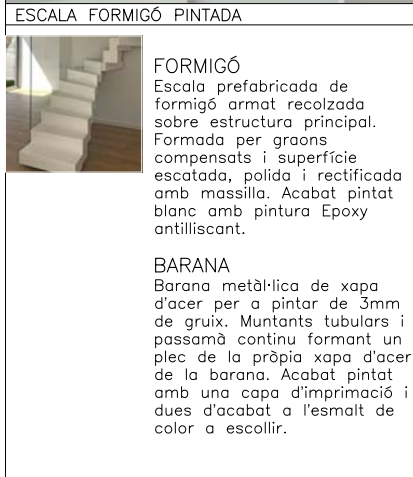 ESCALA FORMIGÓ PINTADA
FORMIGÓ
Escala prefabricada de
formigó armat recolzada
sobre estructura principal.
Formada per graons
compensats i superfície
escatada, polida i rectificada
amb massilla. Acabat pintat
blanc amb pintura Epoxy
antilliscant.
BARANA
Barana metàl·lica de xapa
d'acer per a pintar de 3mm
de gruix. Muntants tubulars i
passamà continu formant un
plec de la pròpia xapa d'acer
de la barana. Acabat pintat
amb una capa d'imprimació i
dues d'acabat a l'esmalt de
color a escollir.